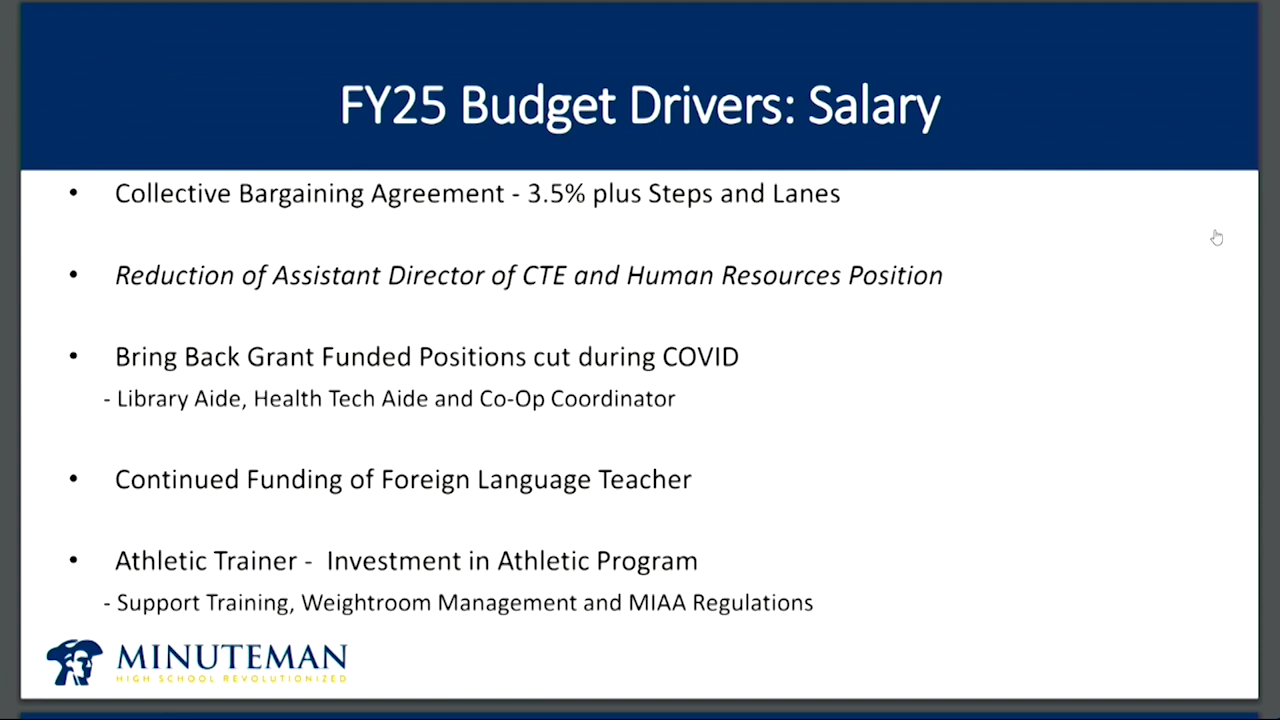 FY25 Budget Drivers: Salary
• Collective Bargaining Agreement - 3.5% plus Steps and Lanes
• Reduction of Assistant Director of CTE and Human Resources Position
• Bring Back Grant Funded Positions cut during COVID
- Library Aide, Health Tech Aide and Co-Op Coordinator
• Continued Funding of Foreign Language Teacher
• Athletic Trainer - Investment in Athletic Program
- Support Training, Weightroom Management and MIAA Regulations
MINUTEMAN
HIGH SCHOOL REVOLUTIONIZED